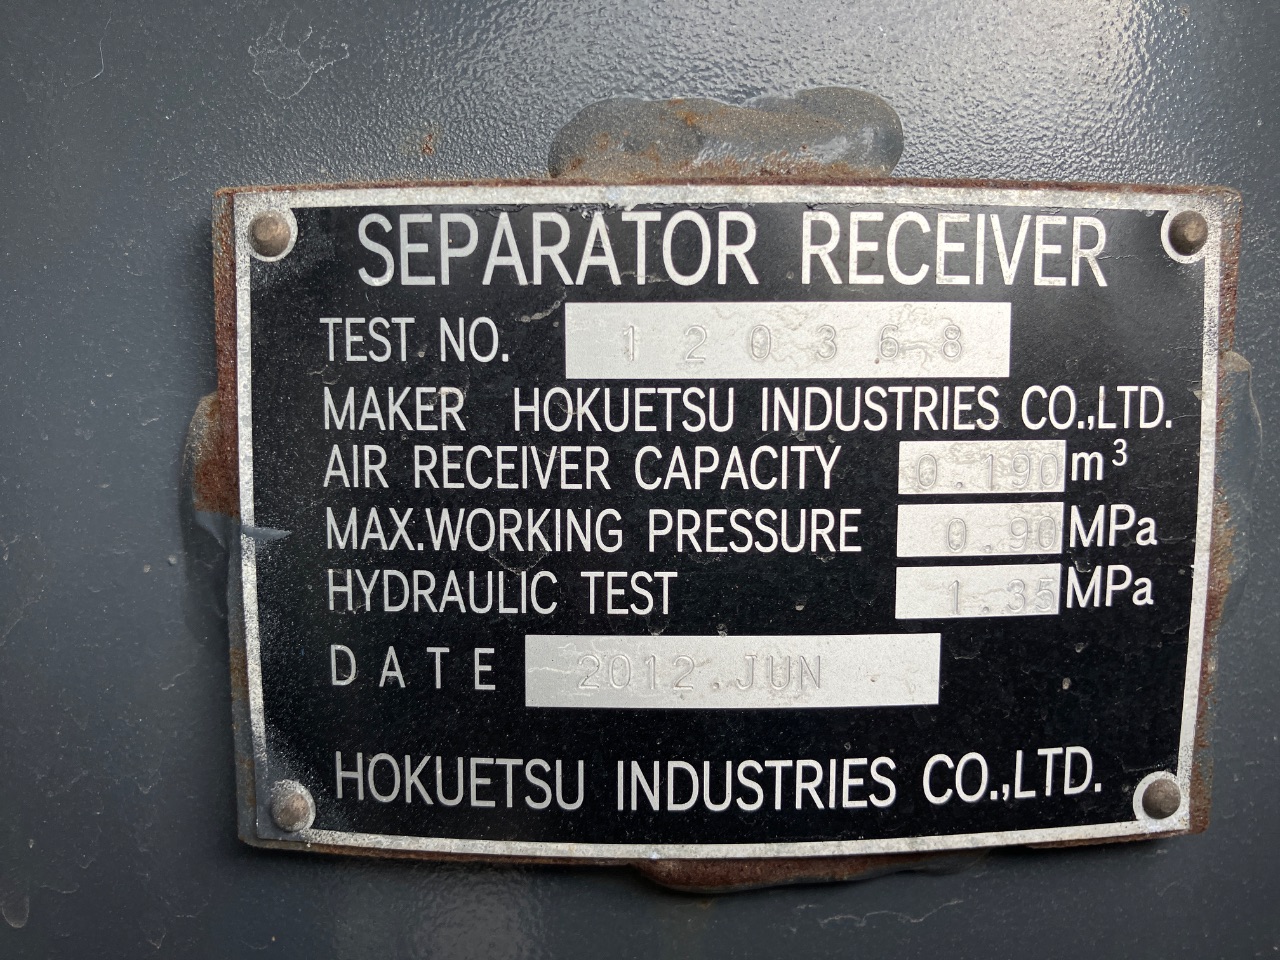 SEPARATOR RECEIVER
TEST NO. 120368
MAKER HOKUETSU INDUSTRIES CO.,LTD.
AIR RECEIVER CAPACITY 0.190 m³
MAX.WORKING PRESSURE 0.90 MPa
HYDRAULIC TEST 1.35 MPa
DATE 2012.JUN
HOKUETSU INDUSTRIES CO.,LTD.